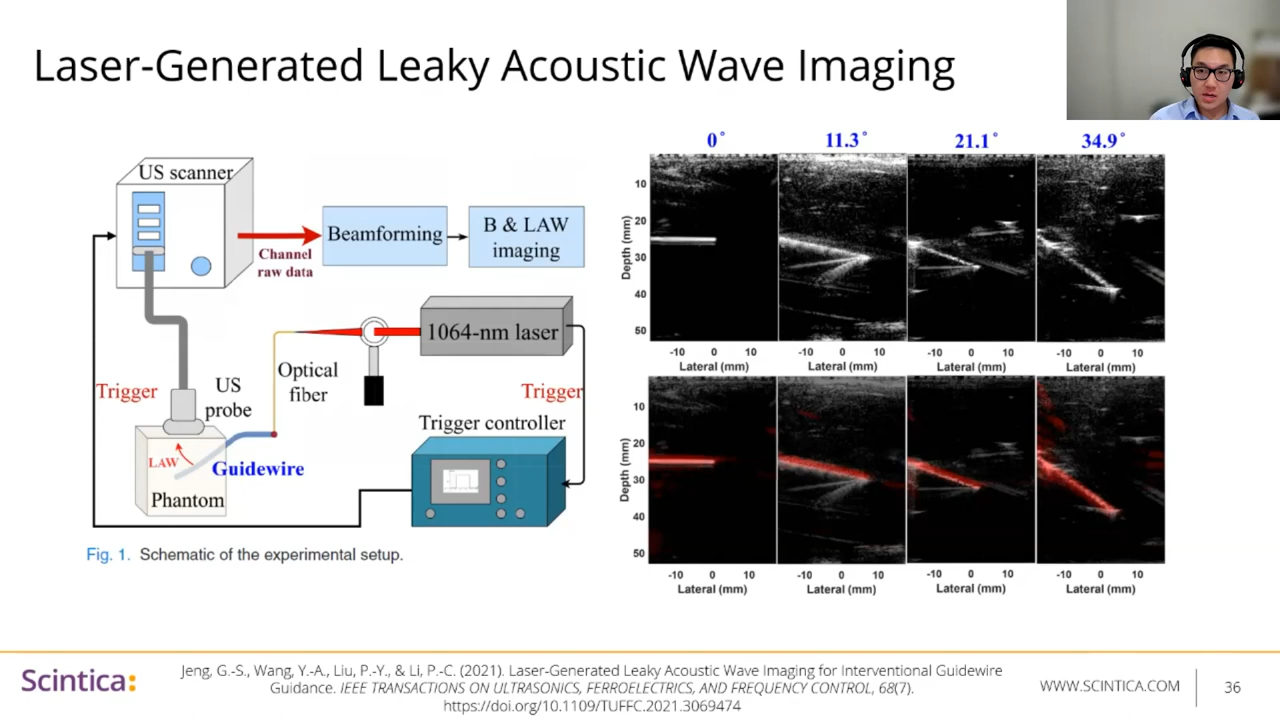 Laser-Generated Leaky Acoustic Wave Imaging
US scanner
Channel
raw data
Beamforming
B & LAW
imaging
1064-nm laser
Optical
fiber
Trigger
US
probe
Trigger
Trigger controller
LAW
Guidewire
Phantom
Fig. 1. Schematic of the experimental setup.
0° 11.3° 21.1° 34.9°
Depth (mm)
10
20
30
40
50
-10 0 10 -10 0 10 -10 0 10 -10 0 10
Lateral (mm) Lateral (mm) Lateral (mm) Lateral (mm)
Depth (mm)
10
20
30
40
50
-10 0 10 -10 0 10 -10 0 10 -10 0 10
Lateral (mm) Lateral (mm) Lateral (mm) Lateral (mm)
Scintica:
Jeng, G.-S., Wang, Y.-A., Liu, P.-Y., & Li, P.-C. (2021). Laser-Generated Leaky Acoustic Wave Imaging for Interventional Guidewire
Guidance. IEEE TRANSACTIONS ON ULTRASONICS, FERROELECTRICS, AND FREQUENCY CONTROL, 68(7).
https://doi.org/10.1109/TUFFC.2021.3069474
WWW.SCINTICA.COM
36